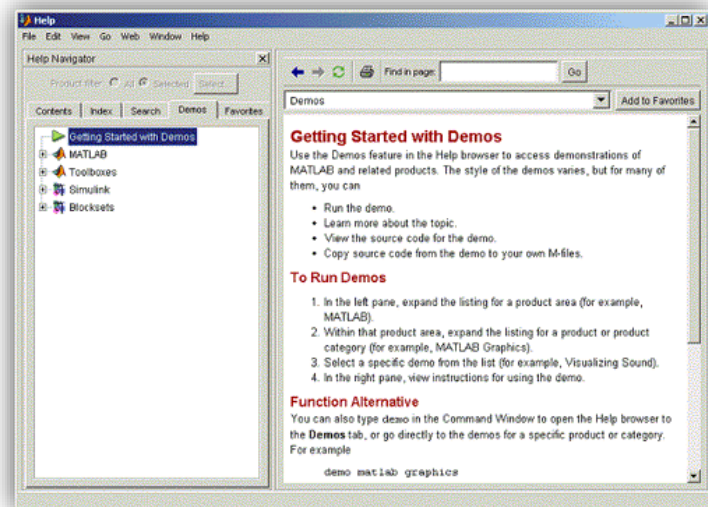 Help
File Edit View Go Web Window Help
Help Navigator
Product filter: All Selected Select...
Contents Index Search Demos Favorites
Getting Started with Demos
MATLAB
Toolboxes
Simulink
Blocksets
Find in page: Go
Demos Add to Favorites
Getting Started with Demos
Use the Demos feature in the Help browser to access demonstrations of
MATLAB and related products. The style of the demos varies, but for many of
them, you can
• Run the demo.
• Learn more about the topic.
• View the source code for the demo.
• Copy source code from the demo to your own M-files.
To Run Demos
1. In the left pane, expand the listing for a product area (for example,
MATLAB).
2. Within that product area, expand the listing for a product or product
category (for example, MATLAB Graphics).
3. Select a specific demo from the list (for example, Visualizing Sound).
4. In the right pane, view instructions for using the demo.
Function Alternative
You can also type demo in the Command Window to open the Help browser to
the Demos tab, or go directly to the demos for a specific product or category.
For example
demo matlab graphics